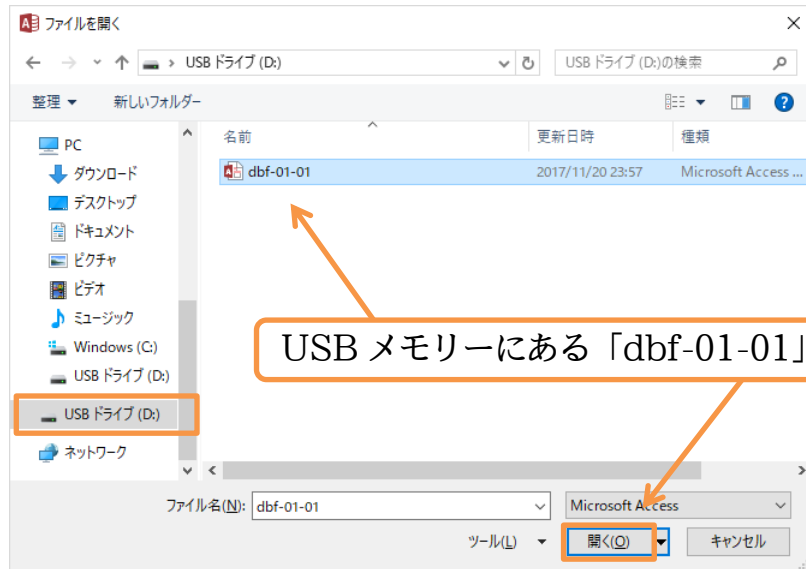 ファイルを開く
USB ドライブ (D:)
USB ドライブ (D:)の検索
整理
新しいフォルダー
名前
更新日時
種類
PC
ダウンロード
デスクトップ
ドキュメント
ピクチャ
ビデオ
ミュージック
Windows (C:)
USB ドライブ (D:)
USB ドライブ (D:)
ネットワーク
dbf-01-01
2017/11/20 23:57
Microsoft Access ...
USB メモリーにある「dbf-01-01」
ファイル名(N):
dbf-01-01
Microsoft Access
ツール(L)
開く(O)
キャンセル